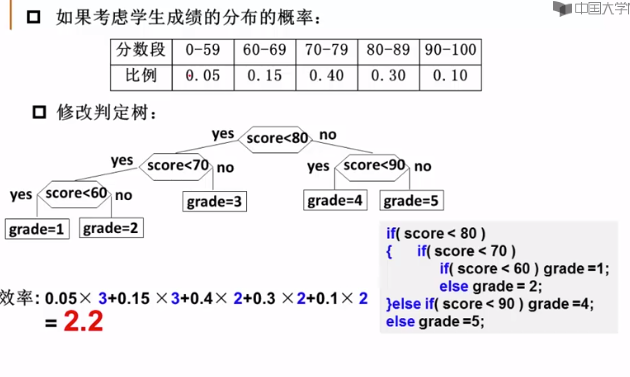 中国大学
如果考虑学生成绩的分布的概率：
分数段 0-59 60-69 70-79 80-89 90-100
比例 0.05 0.15 0.40 0.30 0.10
修改判定树：
yes score<80 no
yes score<70 no yes score<90 no
yes score<60 no grade=3 grade=4 grade=5
grade=1 grade=2
if( score < 80 )
{ if( score < 70 )
if( score < 60 ) grade =1;
else grade = 2;
}else if( score < 90 ) grade =4;
else grade =5;
效率: 0.05× 3+0.15 ×3+0.4× 2+0.3 ×2+0.1× 2
= 2.2